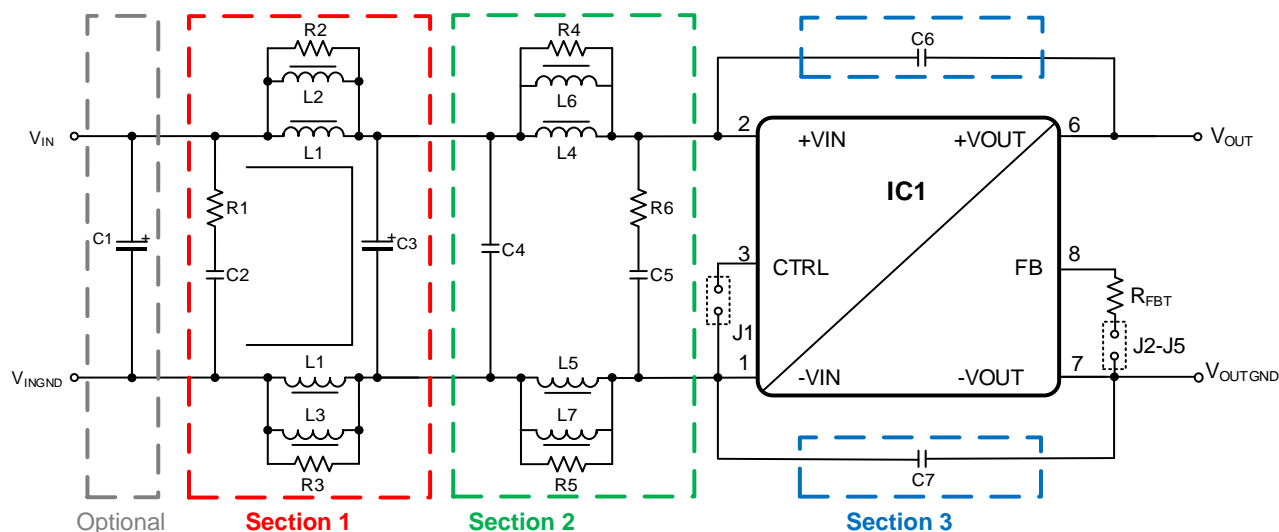 R2
L2
L1
R4
L6
L4
C6
VIN
2
+VIN
+VOUT
6
VOUT
IC1
R1
C1
+
C2
+
C3
C4
R6
C5
3
CTRL
J1
8
FB
RFBT
J2-J5
VINGND
L1
L3
R3
L5
L7
R5
1
-VIN
-VOUT
7
VOUTGND
C7
Optional
Section 1
Section 2
Section 3